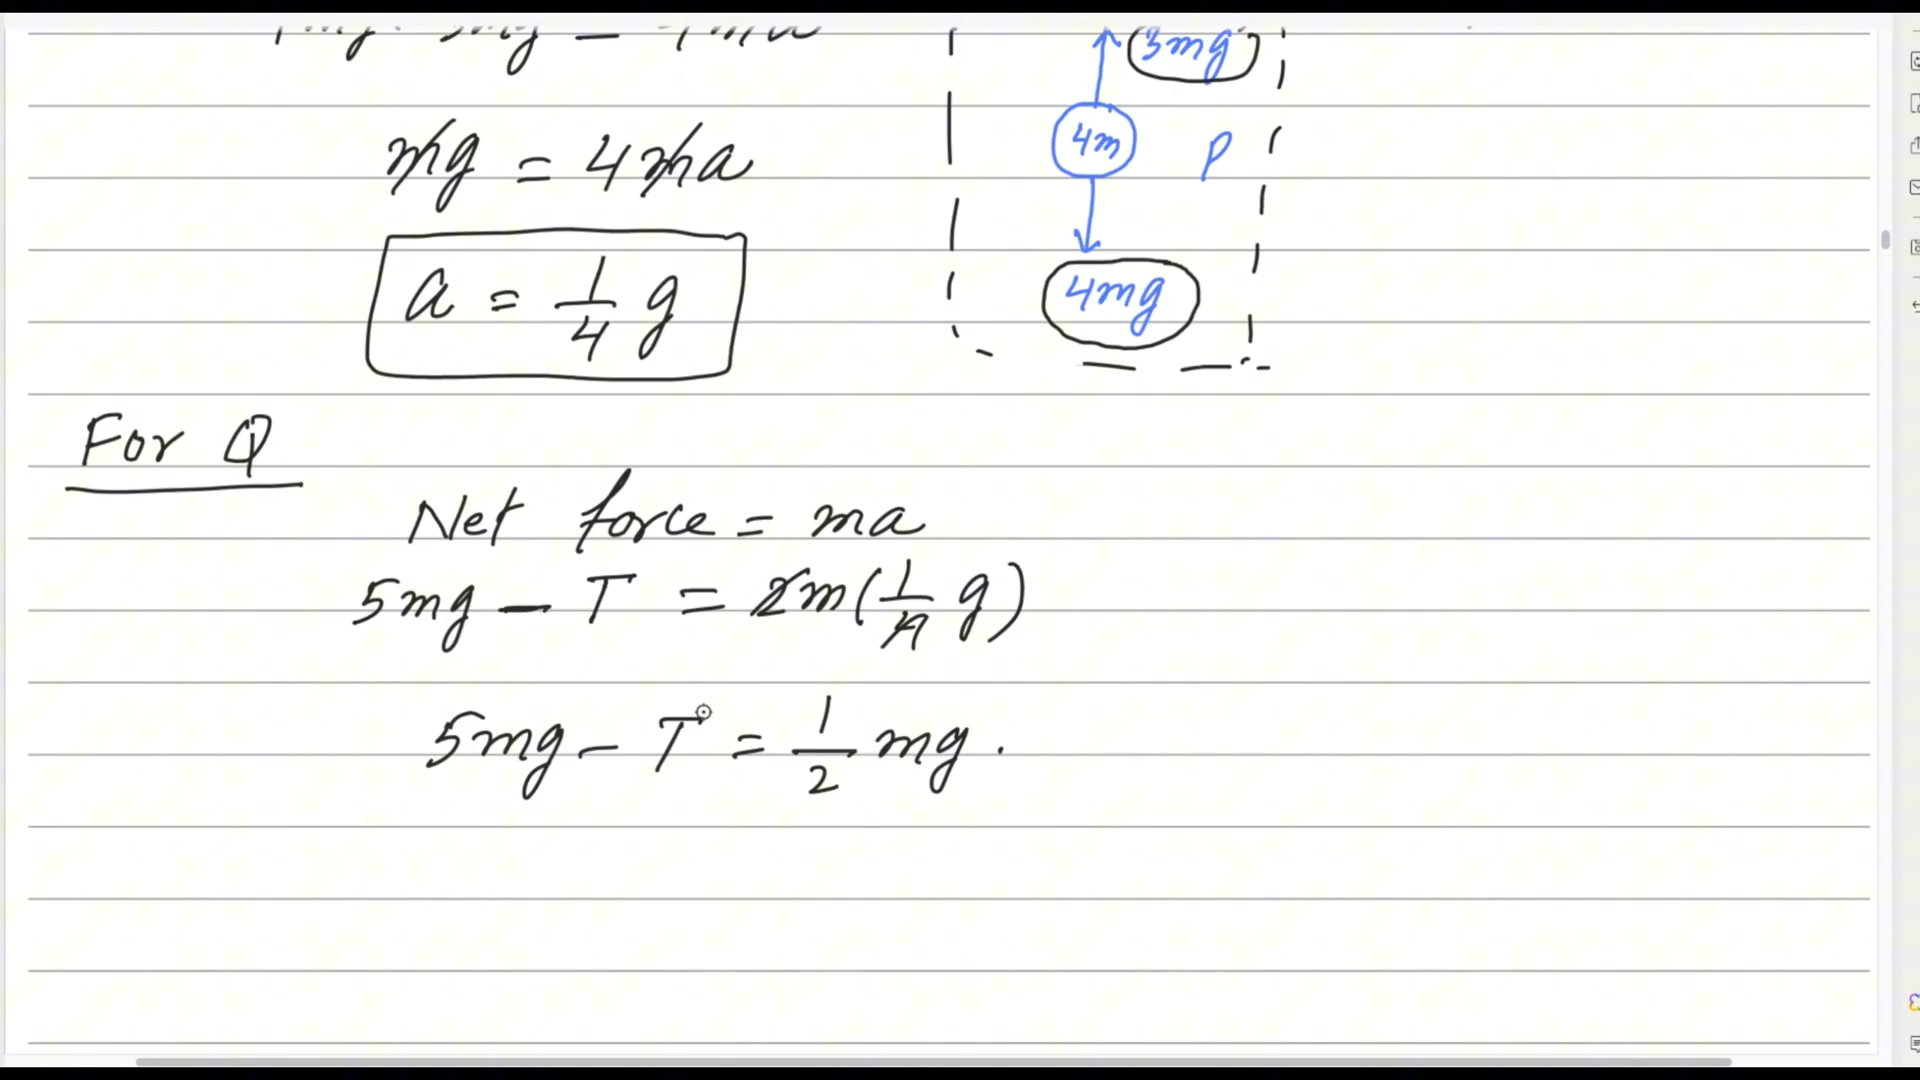 3mg
mg = 4ma
4m P
a = 1/4 g
4mg
For Q
Net force = ma
5mg - T = 2m(1/4 g)
5mg - T = 1/2 mg.